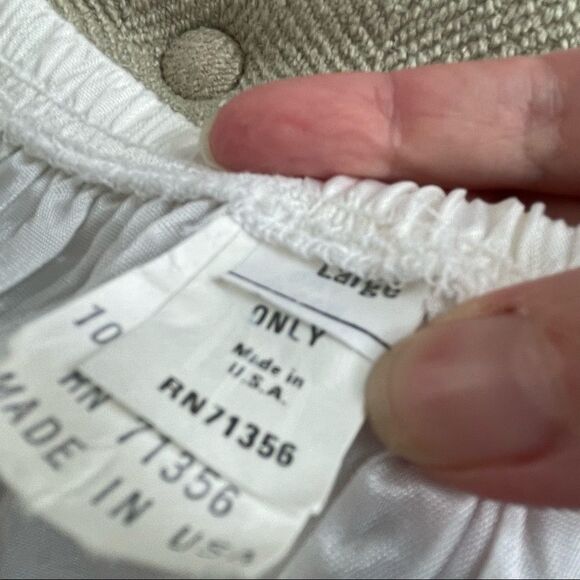 Large
ONLY
Made in
U.S.A.
RN71356
10
RN 71356
MADE IN USA